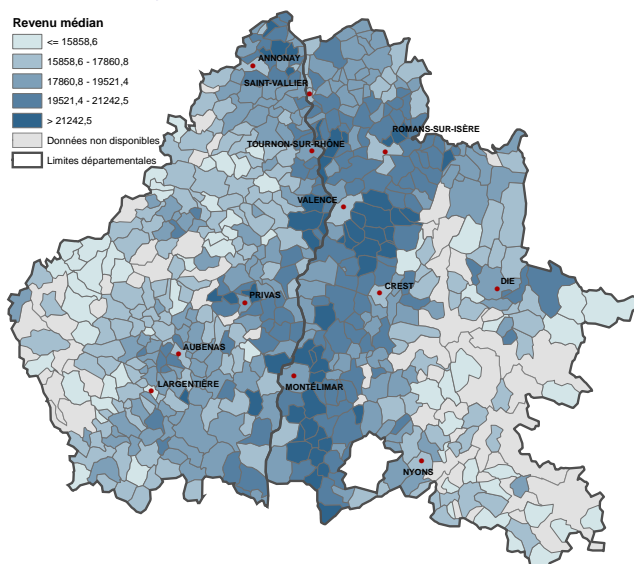 Revenu médian
<= 15858,6
15858,6 - 17860,8
17860,8 - 19521,4
19521,4 - 21242,5
> 21242,5
Données non disponibles
Limites départementales
ANNONAY
SAINT-VALLIER
TOURNON-SUR-RHÔNE
ROMANS-SUR-ISÈRE
VALENCE
PRIVAS
CREST
DIE
AUBENAS
LARGENTIÈRE
MONTÉLIMAR
NYONS